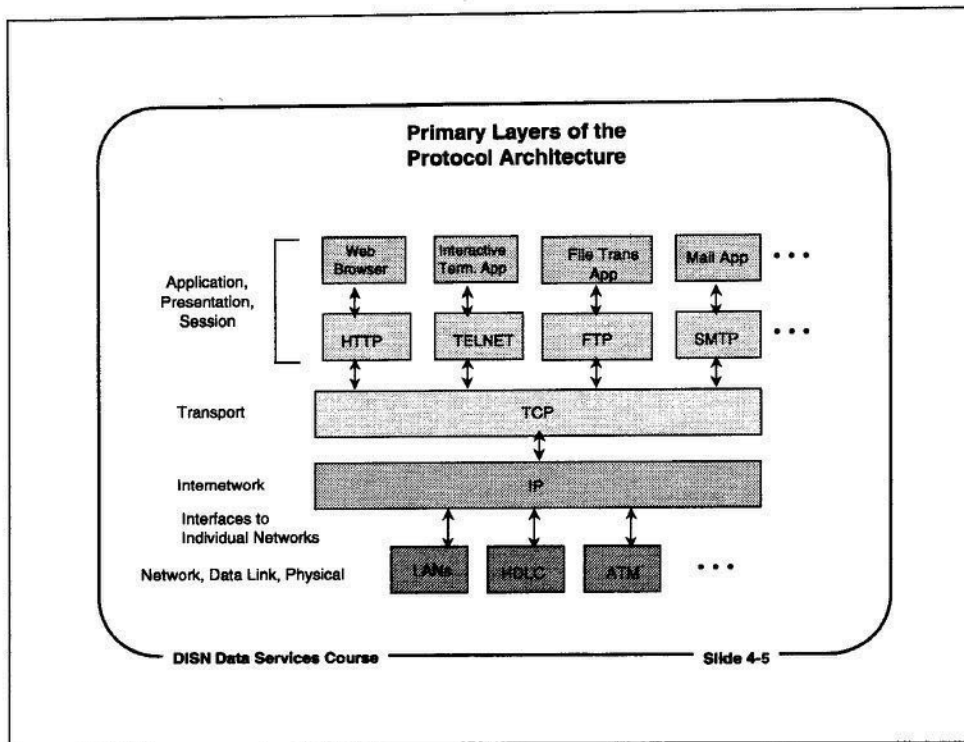 Primary Layers of the
Protocol Architecture
Application,
Presentation,
Session
Web
Browser
Interactive
Term. App
File Trans
App
Mail App
HTTP
TELNET
FTP
SMTP
Transport
TCP
Internetwork
IP
Interfaces to
Individual Networks
Network, Data Link, Physical
LANs
HDLC
ATM
DISN Data Services Course
Slide 4-5